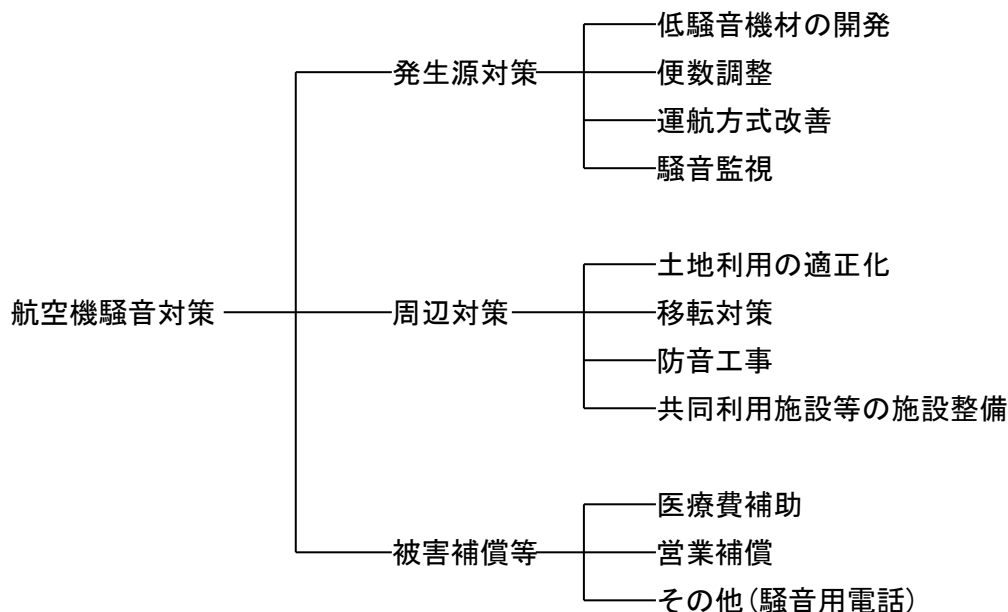 航空機騒音対策
発生源対策
低騒音機材の開発
便数調整
運航方式改善
騒音監視
周辺対策
土地利用の適正化
移転対策
防音工事
共同利用施設等の施設整備
被害補償等
医療費補助
営業補償
その他(騒音用電話)